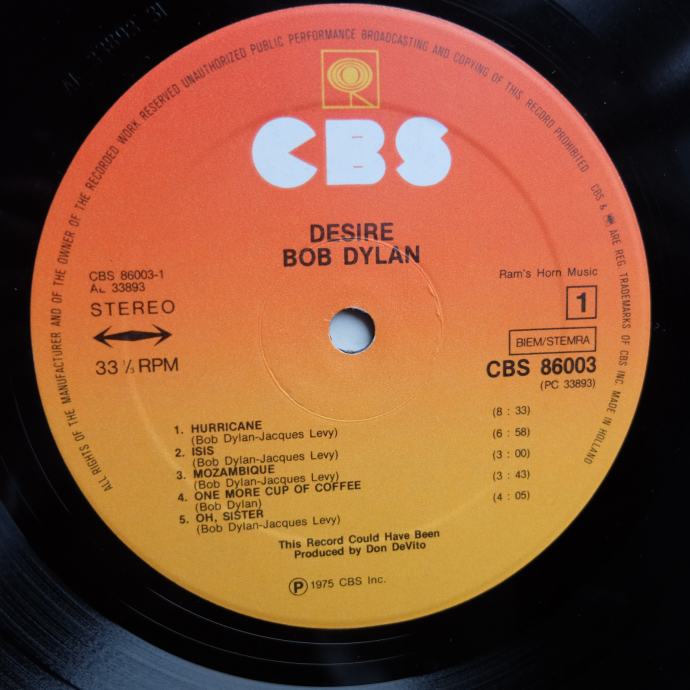 ALL RIGHTS OF THE MANUFACTURER AND OF THE OWNER OF THE RECORDED WORK RESERVED UNAUTHORIZED PUBLIC PERFORMANCE BROADCASTING AND COPYING OF THIS RECORD PROHIBITED
CBS & ARE REG. TRADEMARKS OF CBS INC. MADE IN HOLLAND
AL 33893 31
CBS
DESIRE
BOB DYLAN
CBS 86003-1
AL 33893
STEREO
33 ⅓ RPM
Ram's Horn Music
1
BIEM/STEMRA
CBS 86003
(PC 33893)
1. HURRICANE (8 : 33)
(Bob Dylan-Jacques Levy)
2. ISIS (6 : 58)
(Bob Dylan-Jacques Levy)
3. MOZAMBIQUE (3 : 00)
(Bob Dylan-Jacques Levy)
4. ONE MORE CUP OF COFFEE (3 : 43)
(Bob Dylan)
5. OH, SISTER (4 : 05)
(Bob Dylan-Jacques Levy)
This Record Could Have Been
Produced by Don DeVito
Ⓟ 1975 CBS Inc.